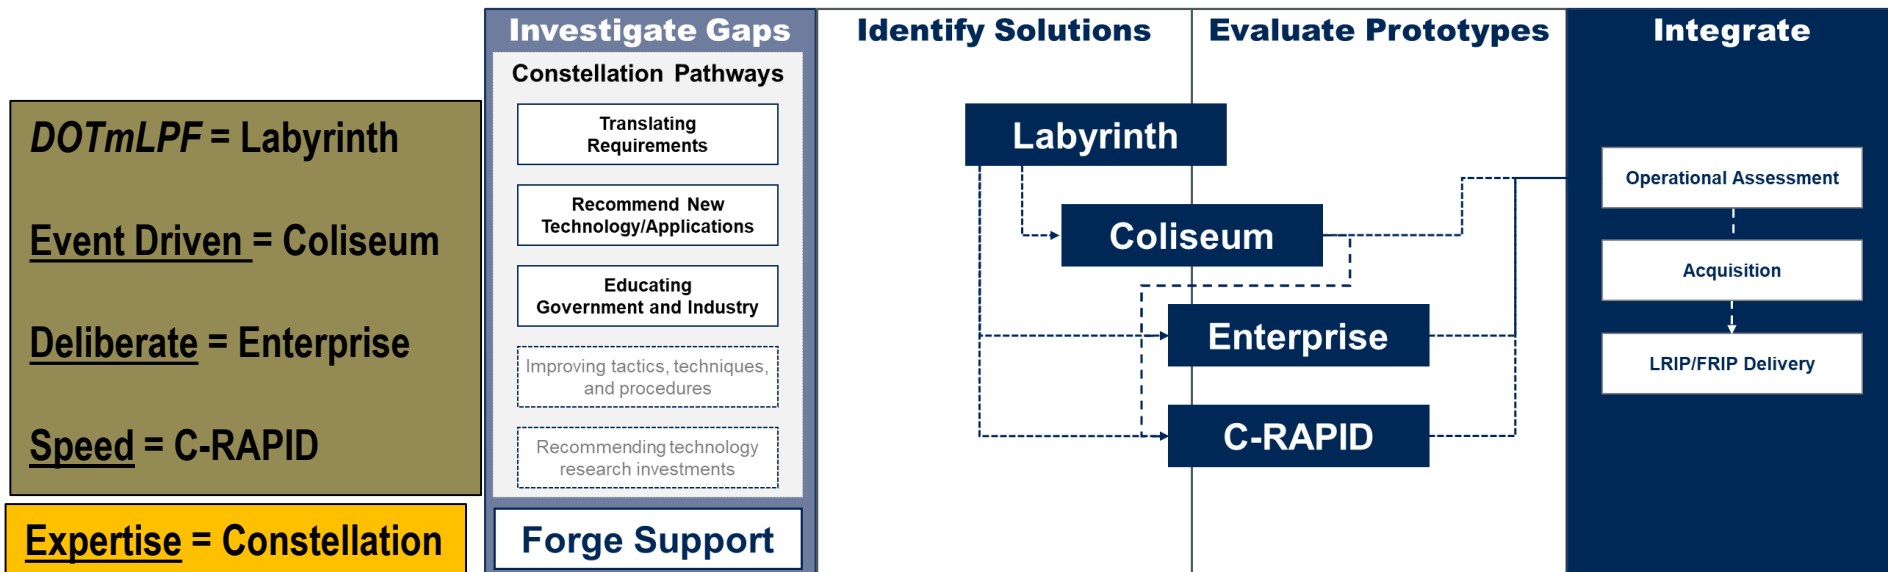 DOTmLPF = Labyrinth
Event Driven = Coliseum
Deliberate = Enterprise
Speed = C-RAPID
Expertise = Constellation
Investigate Gaps
Constellation Pathways
Translating
Requirements
Recommend New
Technology/Applications
Educating
Government and Industry
Improving tactics, techniques,
and procedures
Recommending technology
research investments
Forge Support
Identify Solutions
Evaluate Prototypes
Labyrinth
Coliseum
Enterprise
C-RAPID
Integrate
Operational Assessment
Acquisition
LRIP/FRIP Delivery